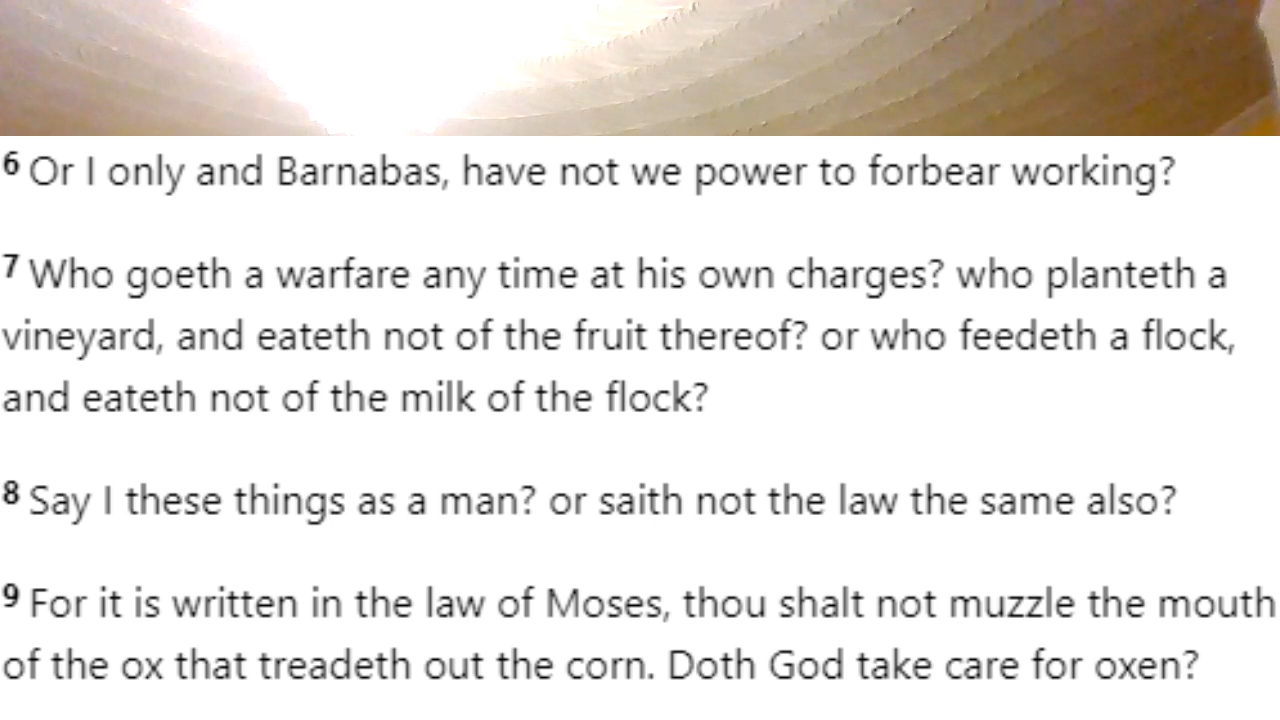 6 Or I only and Barnabas, have not we power to forbear working?
7 Who goeth a warfare any time at his own charges? who planteth a
vineyard, and eateth not of the fruit thereof? or who feedeth a flock,
and eateth not of the milk of the flock?
8 Say I these things as a man? or saith not the law the same also?
9 For it is written in the law of Moses, thou shalt not muzzle the mouth
of the ox that treadeth out the corn. Doth God take care for oxen?